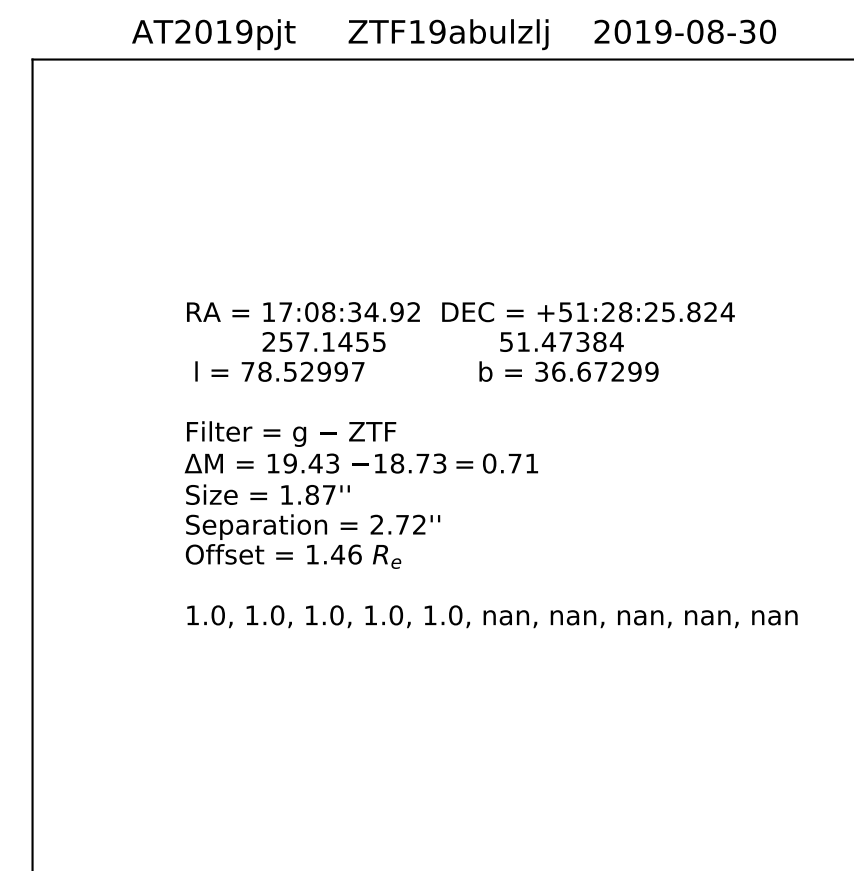 AT2019pjt ZTF19abulzlj 2019-08-30
RA = 17:08:34.92 DEC = +51:28:25.824
257.1455 51.47384
l = 78.52997 b = 36.67299
Filter = g − ZTF
ΔM = 19.43 −18.73 = 0.71
Size = 1.87''
Separation = 2.72''
Offset = 1.46 Rₑ
1.0, 1.0, 1.0, 1.0, 1.0, nan, nan, nan, nan, nan